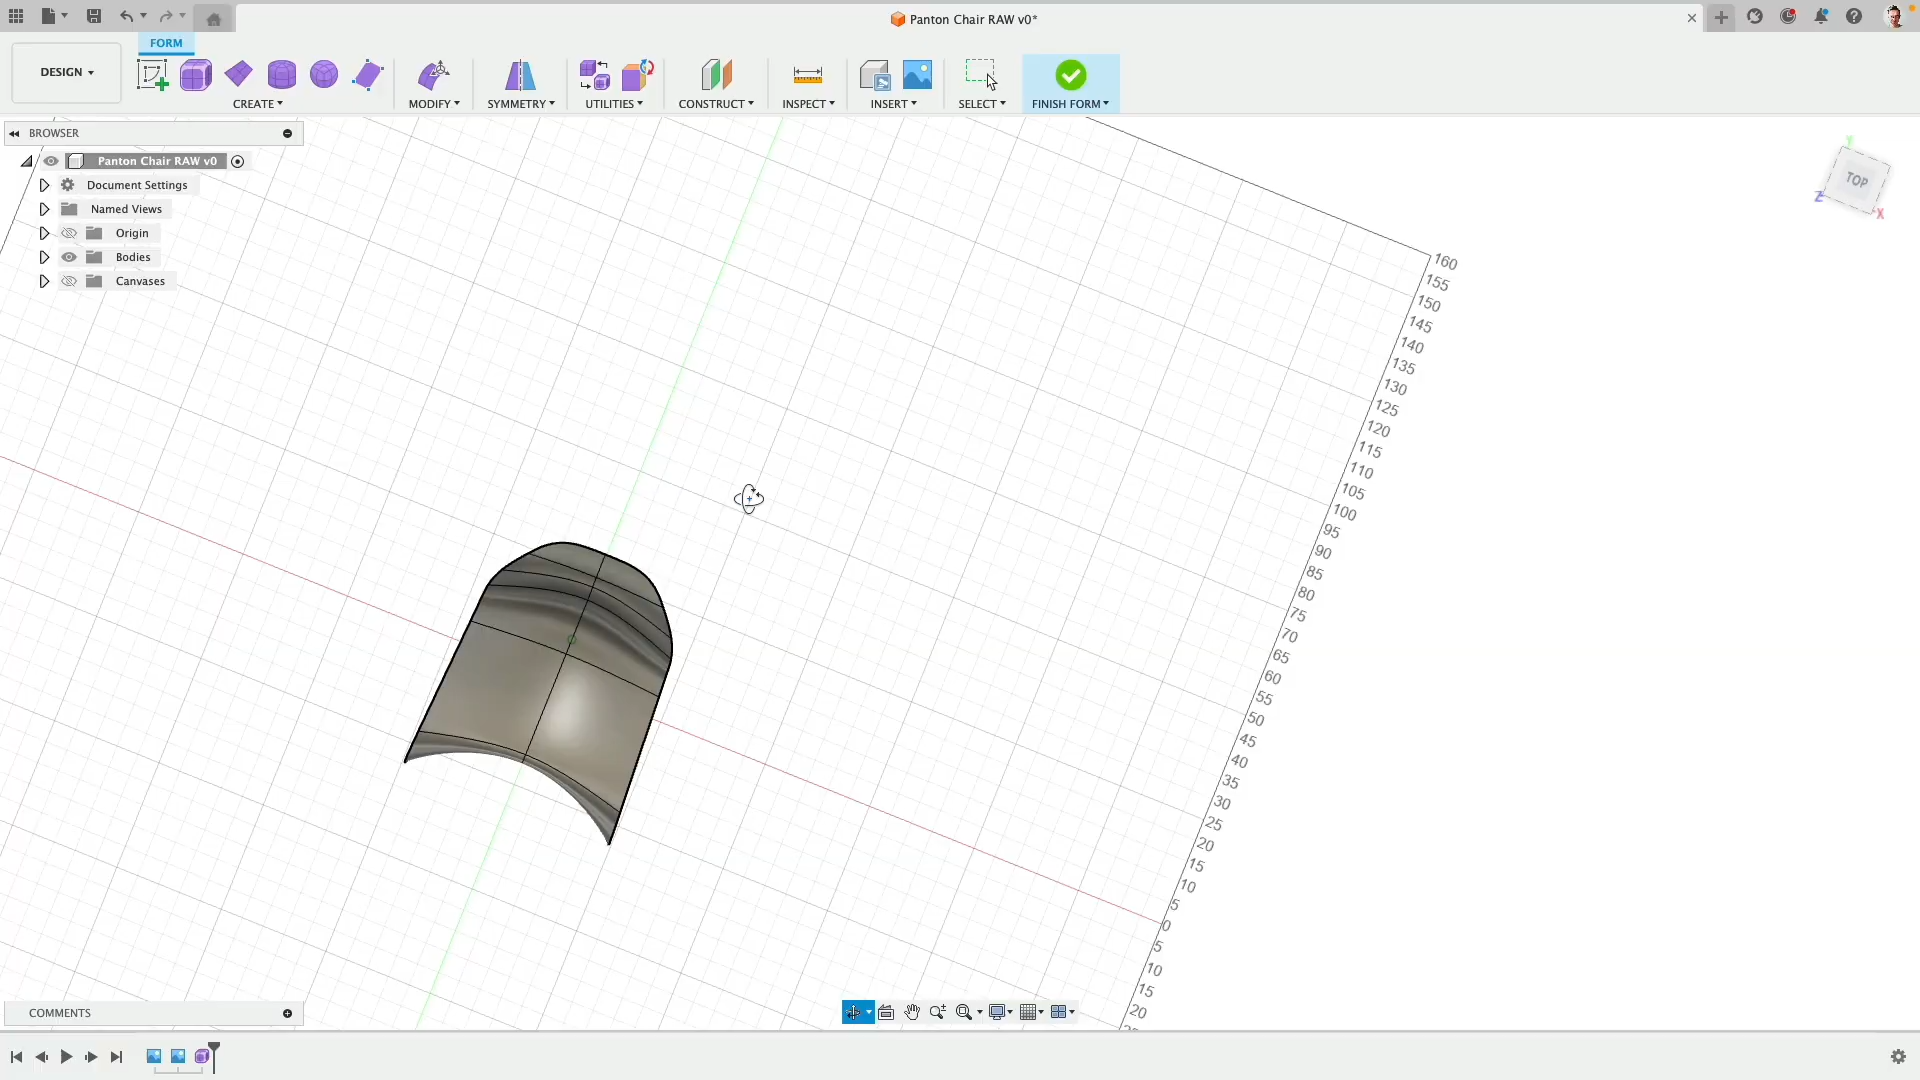 Panton Chair RAW v0*
FORM
DESIGN
CREATE
MODIFY
SYMMETRY
UTILITIES
CONSTRUCT
INSPECT
INSERT
SELECT
FINISH FORM
BROWSER
Panton Chair RAW v0
Document Settings
Named Views
Origin
Bodies
Canvases
Y
TOP
Z
X
160
155
150
145
140
135
130
125
120
115
110
105
100
95
90
85
80
75
70
65
60
55
50
45
40
35
30
25
20
15
10
5
0
5
10
15
20
COMMENTS